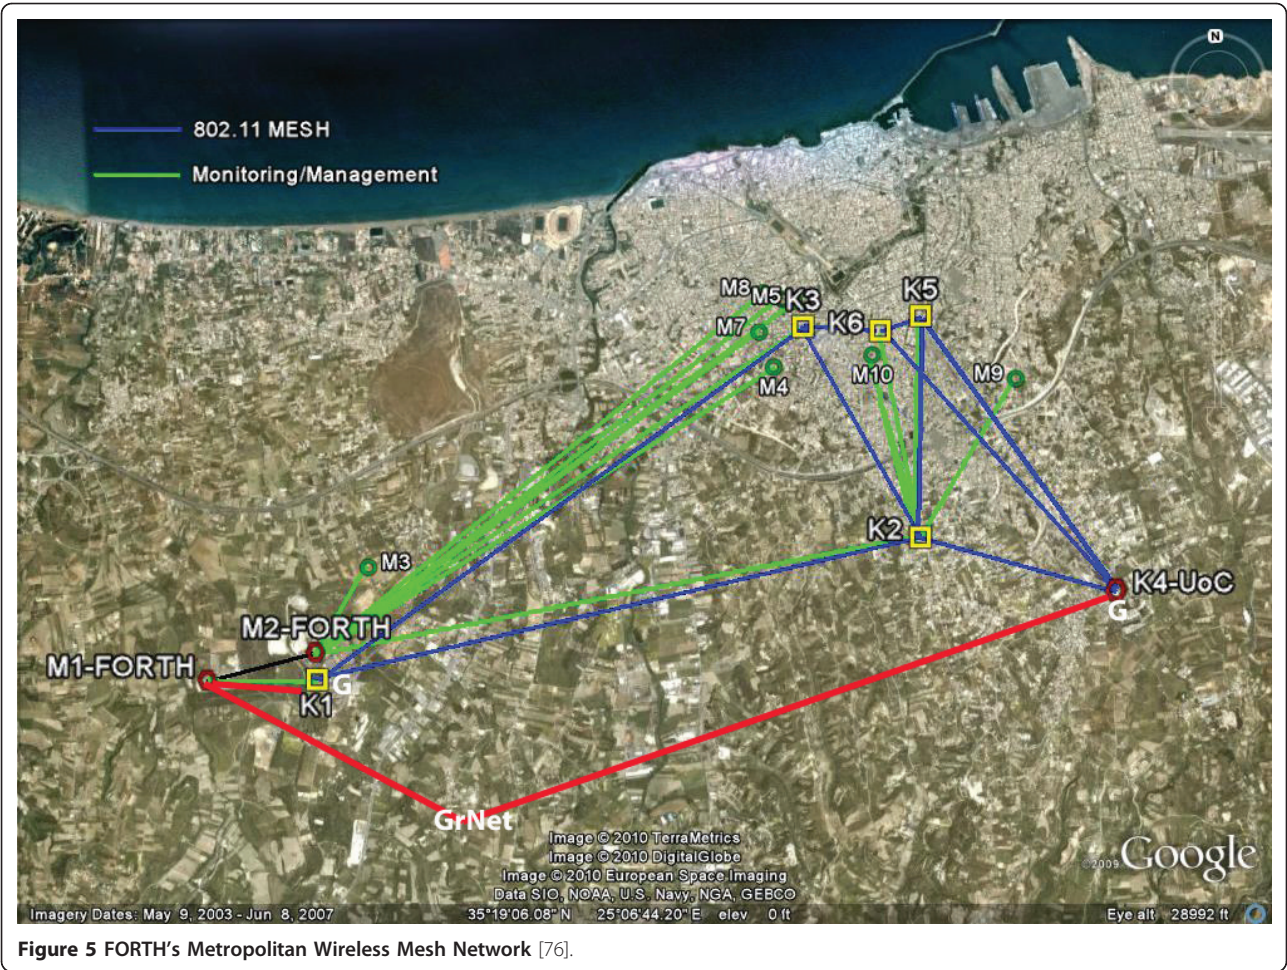 N
802.11 MESH
Monitoring/Management
M8 M5 K3
K5
M7
K6
M4
M10
M9
K2
M3
K4-UoC
G
M2-FORTH
M1-FORTH
G
K1
GrNet
Image © 2010 TerraMetrics
Image © 2010 DigitalGlobe
Image © 2010 European Space Imaging
Data SIO, NOAA, U.S. Navy, NGA, GEBCO
©2009 Google
Imagery Dates: May 9, 2003 - Jun 8, 2007 35°19'06.08" N 25°06'44.20" E elev 0 ft Eye alt 28992 ft
Figure 5 FORTH's Metropolitan Wireless Mesh Network [76].